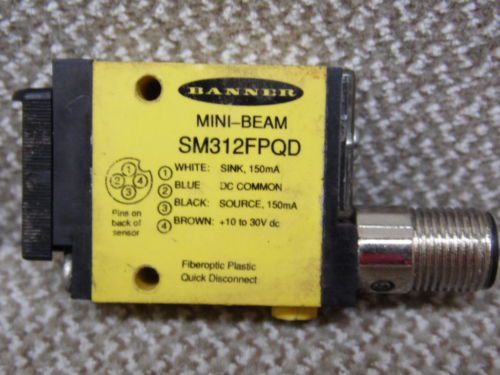 BANNER
MINI-BEAM
SM312FPQD
1 WHITE: SINK, 150mA
2 BLUE: DC COMMON
3 BLACK: SOURCE, 150mA
4 BROWN: +10 to 30V dc
1
2 4
3
Pins on
back of
sensor
Fiberoptic Plastic
Quick Disconnect